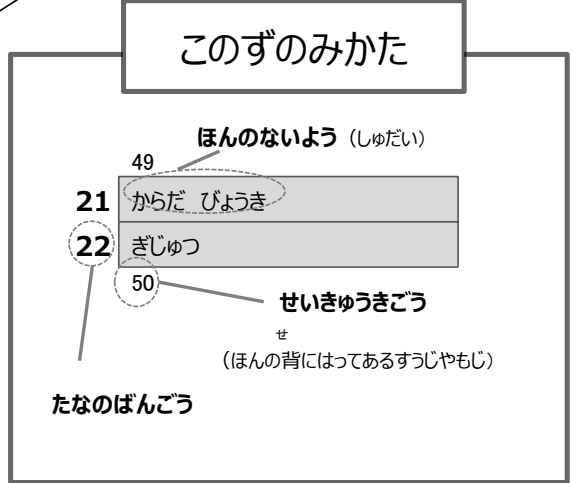 このずのみかた
ほんのないよう（しゅだい）
49
21 からだ びょうき
22 ぎじゅつ
50
せいきゅうきごう
せ
（ほんの背にはってあるすうじやもじ）
たなのばんごう